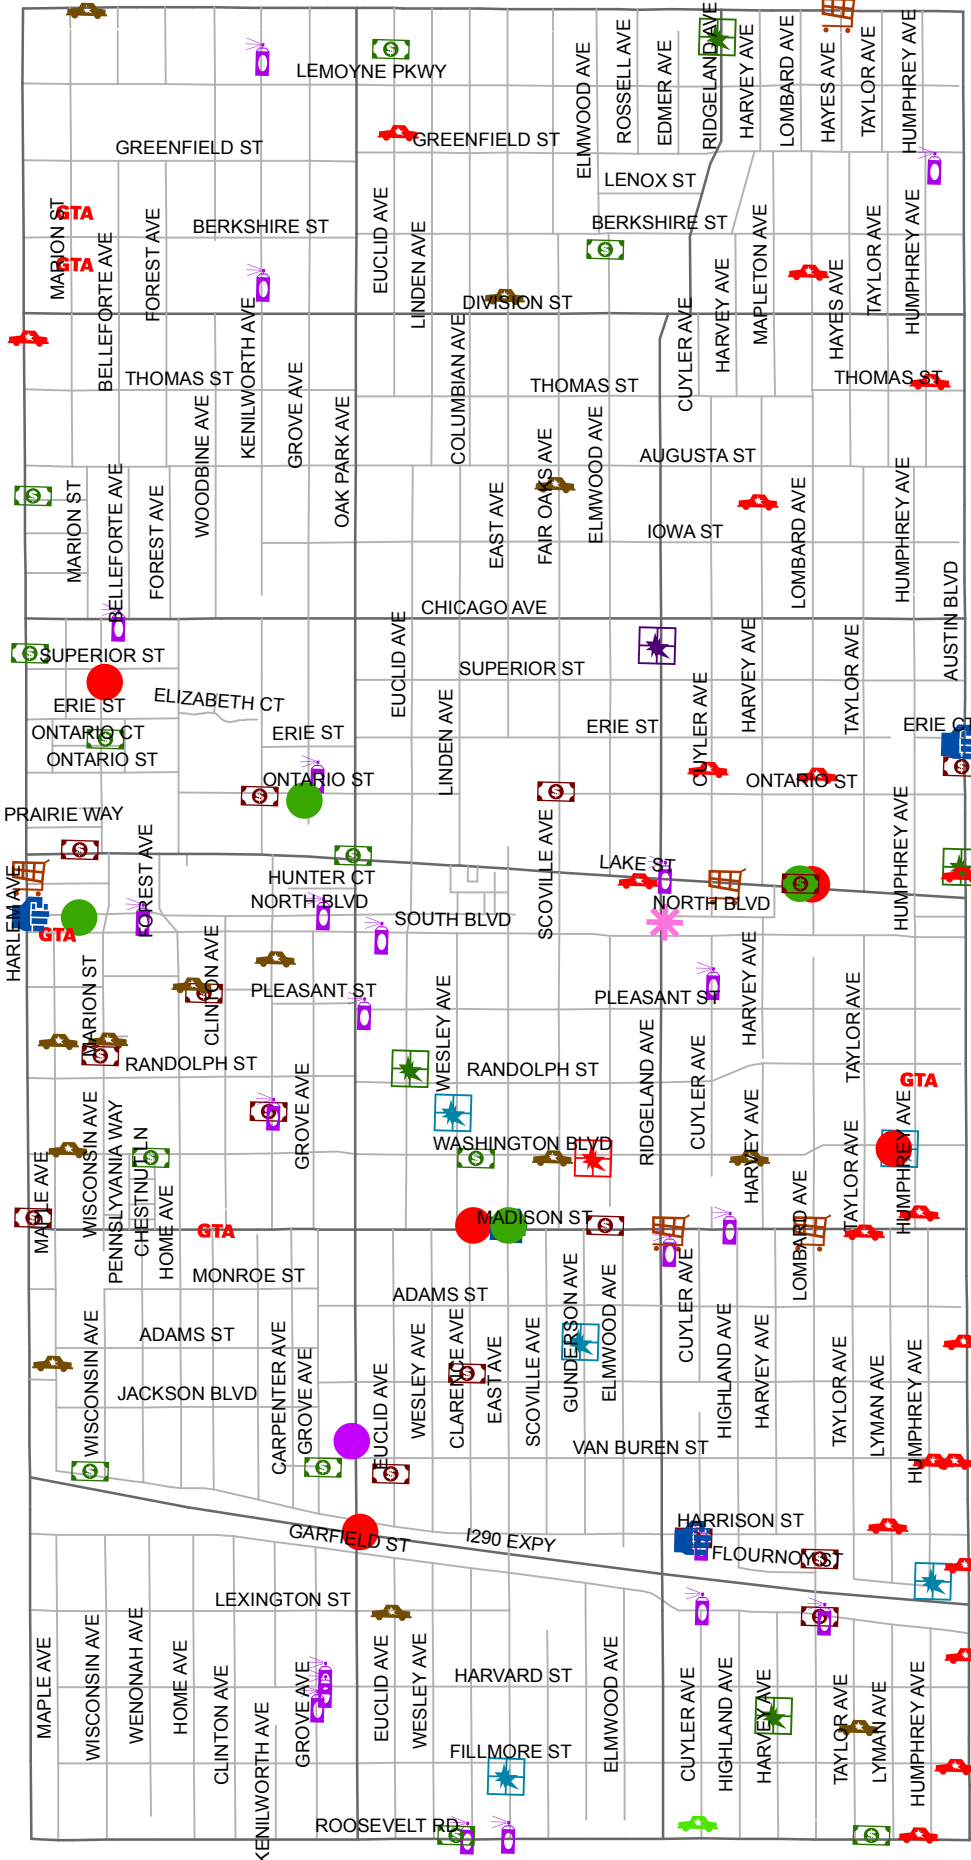 LEMOYNE PKWY
ELMWOOD AVE
ROSSELL AVE
EDMER AVE
RIDGELAND AVE
HARVEY AVE
LOMBARD AVE
HAYES AVE
TAYLOR AVE
HUMPHREY AVE
GREENFIELD ST
GREENFIELD ST
LENOX ST
MARION ST
GTA
GTA
BELLEFORTE AVE
FOREST AVE
BERKSHIRE ST
EUCLID AVE
LINDEN AVE
BERKSHIRE ST
DIVISION ST
CUYLER AVE
HARVEY AVE
MAPLETON AVE
HAYES AVE
TAYLOR AVE
HUMPHREY AVE
THOMAS ST
WOODBINE AVE
KENILWORTH AVE
GROVE AVE
OAK PARK AVE
COLUMBIAN AVE
THOMAS ST
THOMAS ST
EAST AVE
FAIR OAKS AVE
ELMWOOD AVE
AUGUSTA ST
IOWA ST
LOMBARD AVE
HUMPHREY AVE
MARION ST
BELLEFORTE AVE
FOREST AVE
CHICAGO AVE
AUSTIN BLVD
SUPERIOR ST
EUCLID AVE
SUPERIOR ST
ERIE ST
ELIZABETH CT
ONTARIO CT
ONTARIO ST
ERIE ST
ONTARIO ST
LINDEN AVE
ERIE ST
CUYLER AVE
HARVEY AVE
TAYLOR AVE
ERIE CT
ONTARIO ST
PRAIRIE WAY
HARLEM AVE
FOREST AVE
HUNTER CT
NORTH BLVD
SOUTH BLVD
SCOVILLE AVE
LAKE ST
NORTH BLVD
HUMPHREY AVE
GTA
MARION ST
CLINTON AVE
PLEASANT ST
WESLEY AVE
PLEASANT ST
HARVEY AVE
TAYLOR AVE
RANDOLPH ST
RANDOLPH ST
RIDGELAND AVE
CUYLER AVE
GTA
MAPLE AVE
WISCONSIN AVE
PENNSLYVANIA WAY
CHESTNUT LN
HOME AVE
GROVE AVE
WASHINGTON BLVD
HARVEY AVE
LOMBARD AVE
TAYLOR AVE
HUMPHREY AVE
GTA
MADISON ST
MONROE ST
ADAMS ST
ADAMS ST
WISCONSIN AVE
JACKSON BLVD
CARPENTER AVE
GROVE AVE
EUCLID AVE
WESLEY AVE
CLARENCE AVE
EAST AVE
SCOVILLE AVE
GUNDERSON AVE
ELMWOOD AVE
CUYLER AVE
HIGHLAND AVE
HARVEY AVE
TAYLOR AVE
LYMAN AVE
HUMPHREY AVE
VAN BUREN ST
GARFIELD ST
I290 EXPY
HARRISON ST
FLOURNOY ST
LEXINGTON ST
MAPLE AVE
WISCONSIN AVE
WENONAH AVE
HOME AVE
CLINTON AVE
KENILWORTH AVE
GROVE AVE
EUCLID AVE
WESLEY AVE
HARVARD ST
ELMWOOD AVE
CUYLER AVE
HIGHLAND AVE
HARVEY AVE
TAYLOR AVE
LYMAN AVE
HUMPHREY AVE
FILLMORE ST
ROOSEVELT RD